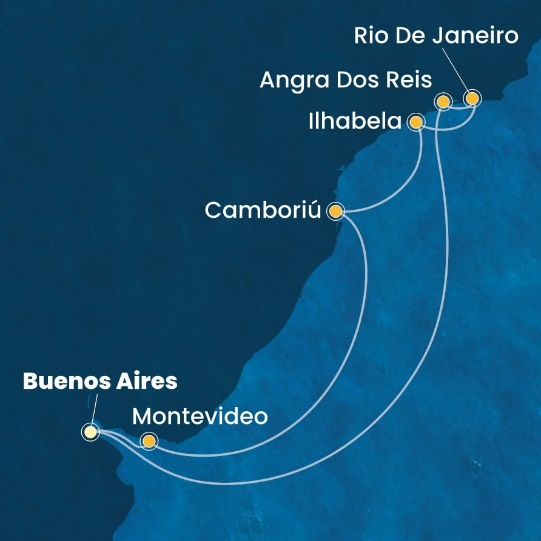 Rio De Janeiro
Angra Dos Reis
Ilhabela
Camboriú
Buenos Aires
Montevideo